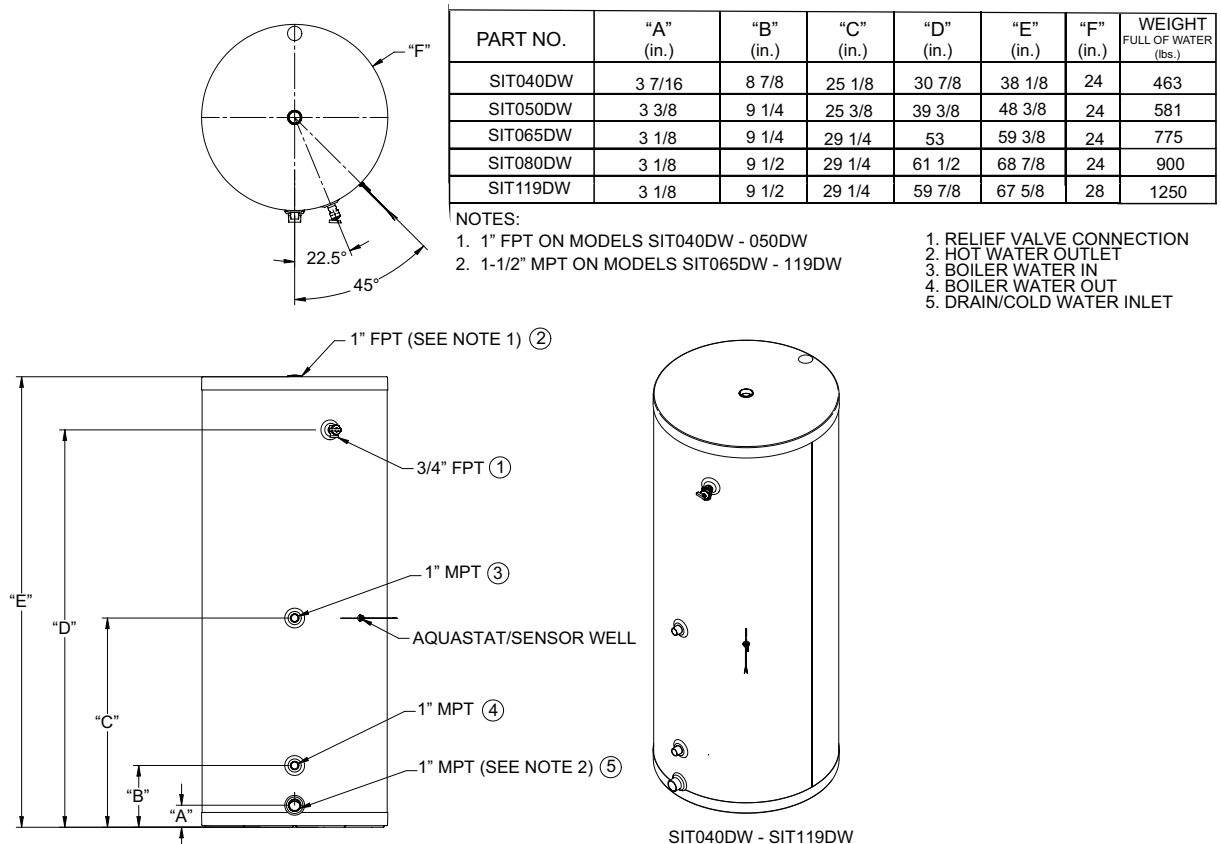 "F"
22.5°
45°
PART NO. "A" (in.) "B" (in.) "C" (in.) "D" (in.) "E" (in.) "F" (in.) WEIGHT FULL OF WATER (lbs.)
SIT040DW 3 7/16 8 7/8 25 1/8 30 7/8 38 1/8 24 463
SIT050DW 3 3/8 9 1/4 25 3/8 39 3/8 48 3/8 24 581
SIT065DW 3 1/8 9 1/4 29 1/4 53 59 3/8 24 775
SIT080DW 3 1/8 9 1/2 29 1/4 61 1/2 68 7/8 24 900
SIT119DW 3 1/8 9 1/2 29 1/4 59 7/8 67 5/8 28 1250
NOTES:
1. 1" FPT ON MODELS SIT040DW - 050DW
2. 1-1/2" MPT ON MODELS SIT065DW - 119DW
1. RELIEF VALVE CONNECTION
2. HOT WATER OUTLET
3. BOILER WATER IN
4. BOILER WATER OUT
5. DRAIN/COLD WATER INLET
1" FPT (SEE NOTE 1) 2
3/4" FPT 1
1" MPT 3
AQUASTAT/SENSOR WELL
1" MPT 4
1" MPT (SEE NOTE 2) 5
"E"
"D"
"C"
"B"
"A"
SIT040DW - SIT119DW